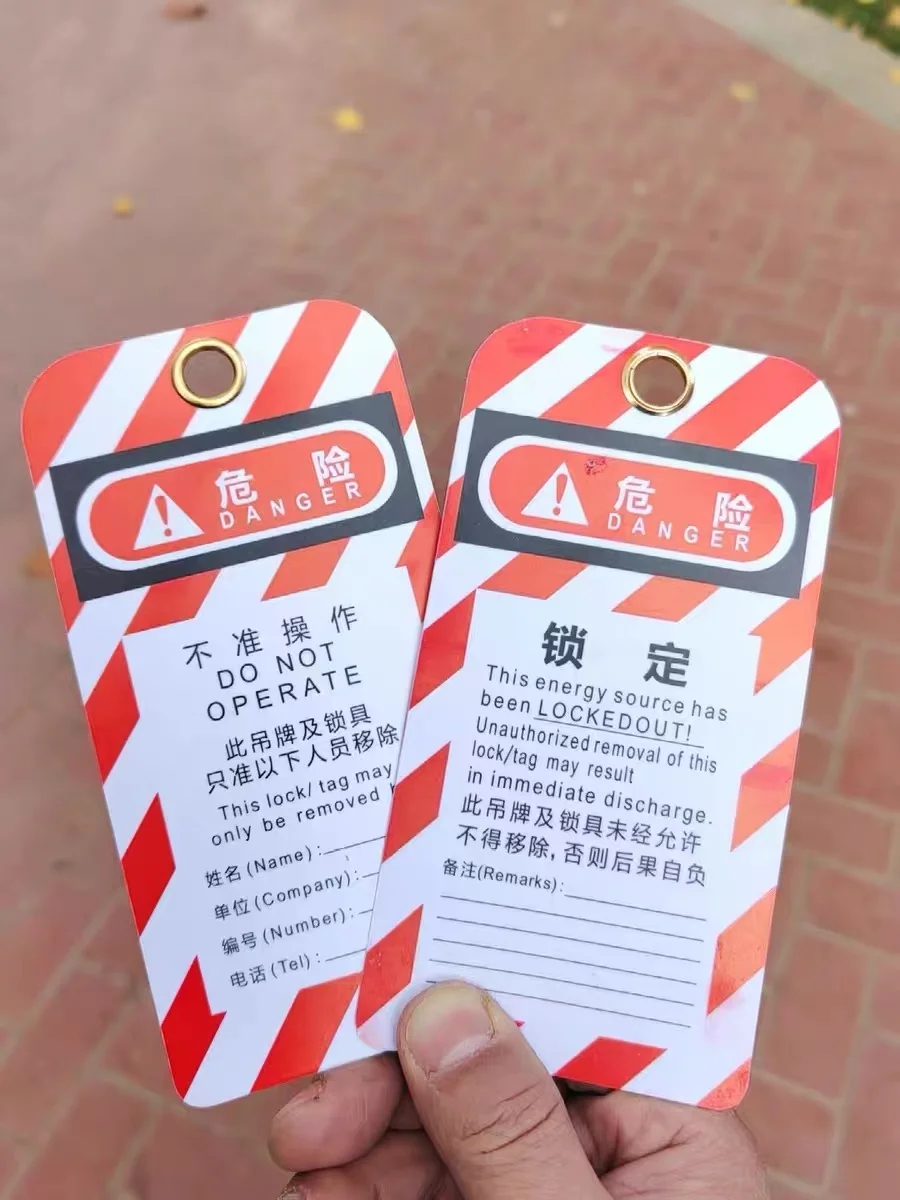 危 险
DANGER
不 准 操 作
DO NOT
OPERATE
此吊牌及锁具
只准以下人员移除
This lock/ tag may
only be removed
姓名(Name):
单位(Company):
编号(Number):
电话(Tel):
危 险
DANGER
锁 定
This energy source has
been LOCKEDOUT!
Unauthorized removal of this
lock/tag may result
in immediate discharge.
此吊牌及锁具未经允许
不得移除,否则后果自负
备注(Remarks):